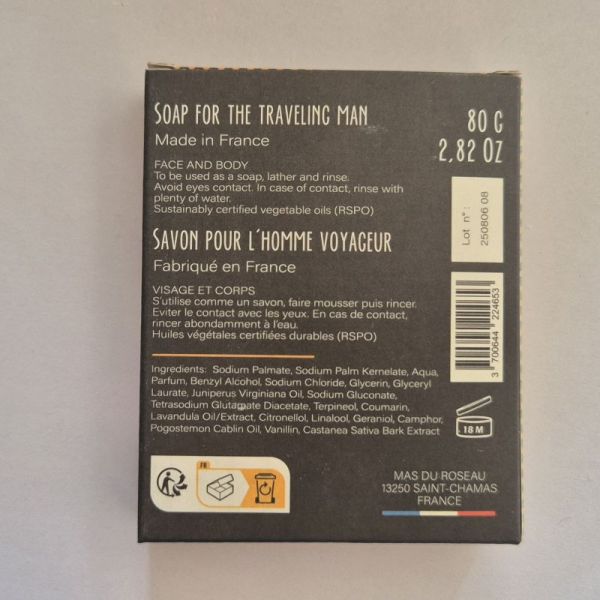 SOAP FOR THE TRAVELING MAN
Made in France
80 G
2,82 OZ
FACE AND BODY
To be used as a soap, lather and rinse.
Avoid eyes contact. In case of contact, rinse with
plenty of water.
Sustainably certified vegetable oils (RSPO)
Lot n° :
250806 08
SAVON POUR L'HOMME VOYAGEUR
Fabriqué en France
VISAGE ET CORPS
S'utilise comme un savon, faire mousser puis rincer.
Eviter le contact avec les yeux. En cas de contact,
rincer abondamment à l'eau.
Huiles végétales certifiées durables (RSPO)
3 700644 224653
Ingredients: Sodium Palmate, Sodium Palm Kernelate, Aqua,
Parfum, Benzyl Alcohol, Sodium Chloride, Glycerin, Glyceryl
Laurate, Juniperus Virginiana Oil, Sodium Gluconate,
Tetrasodium Glutamate Diacetate, Terpineol, Coumarin,
Lavandula Oil/Extract, Citronellol, Linalool, Geraniol, Camphor,
Pogostemon Cablin Oil, Vanillin, Castanea Sativa Bark Extract
18 M
FR
MAS DU ROSEAU
13250 SAINT-CHAMAS
FRANCE